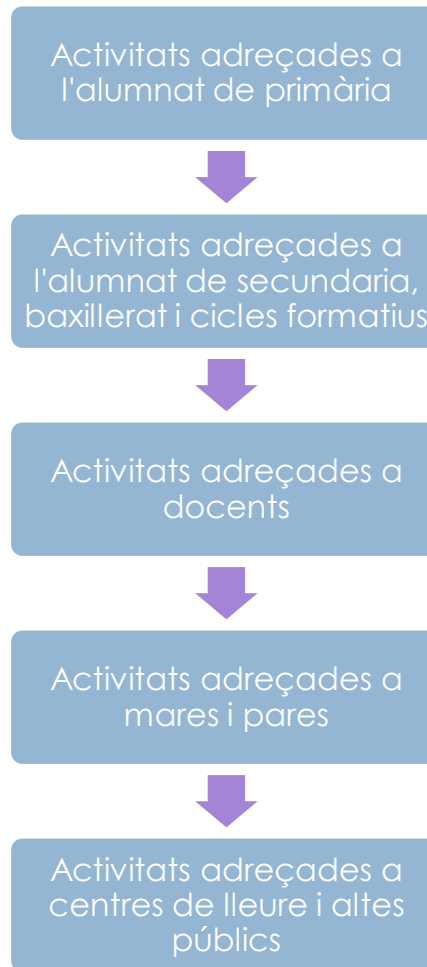 Activitats adreçades a
l'alumnat de primària
Activitats adreçades a
l'alumnat de secundaria,
baxillerat i cicles formatius
Activitats adreçades a
docents
Activitats adreçades a
mares i pares
Activitats adreçades a
centres de lleure i altes
públics